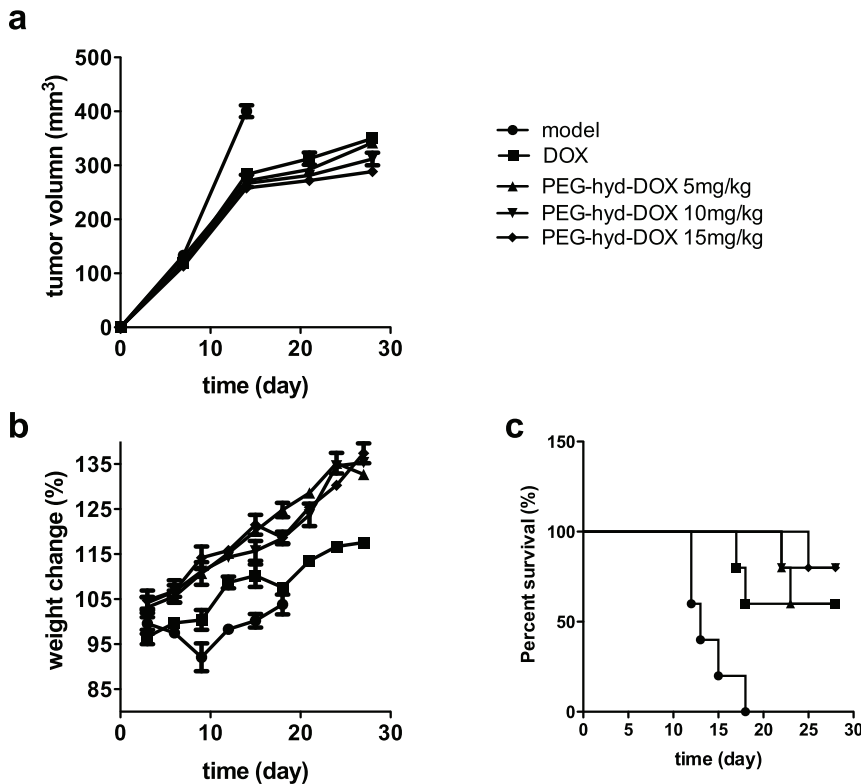 a
500
400
300
200
100
0
tumor volumn (mm³)
0 10 20 30
time (day)
model
DOX
PEG-hyd-DOX 5mg/kg
PEG-hyd-DOX 10mg/kg
PEG-hyd-DOX 15mg/kg
b
135
125
115
105
95
85
weight change (%)
0 10 20 30
time (day)
c
150
100
50
0
Percent survival (%)
0 5 10 15 20 25 30
time (day)